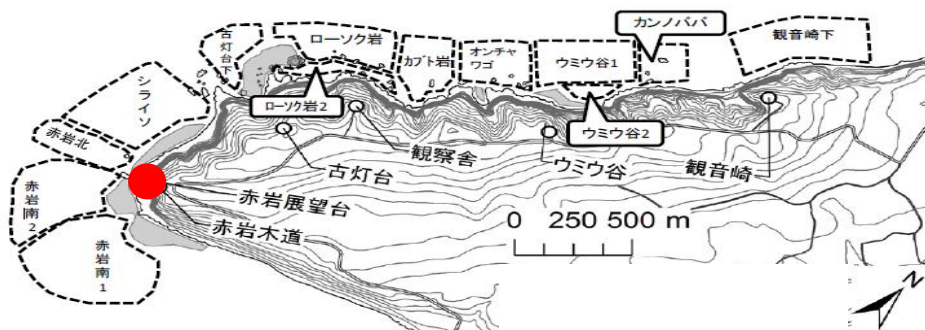 カンノババ
古灯台下
ローソク岩
カブト岩
オンチャ
ワゴ
ウミウ谷1
観音崎下
シライソ
ローソク岩2
ウミウ谷2
赤岩北
観察舎
古灯台
ウミウ谷
観音崎
赤岩展望台
赤岩木道
赤岩南2
赤岩南1
0 250 500 m
N